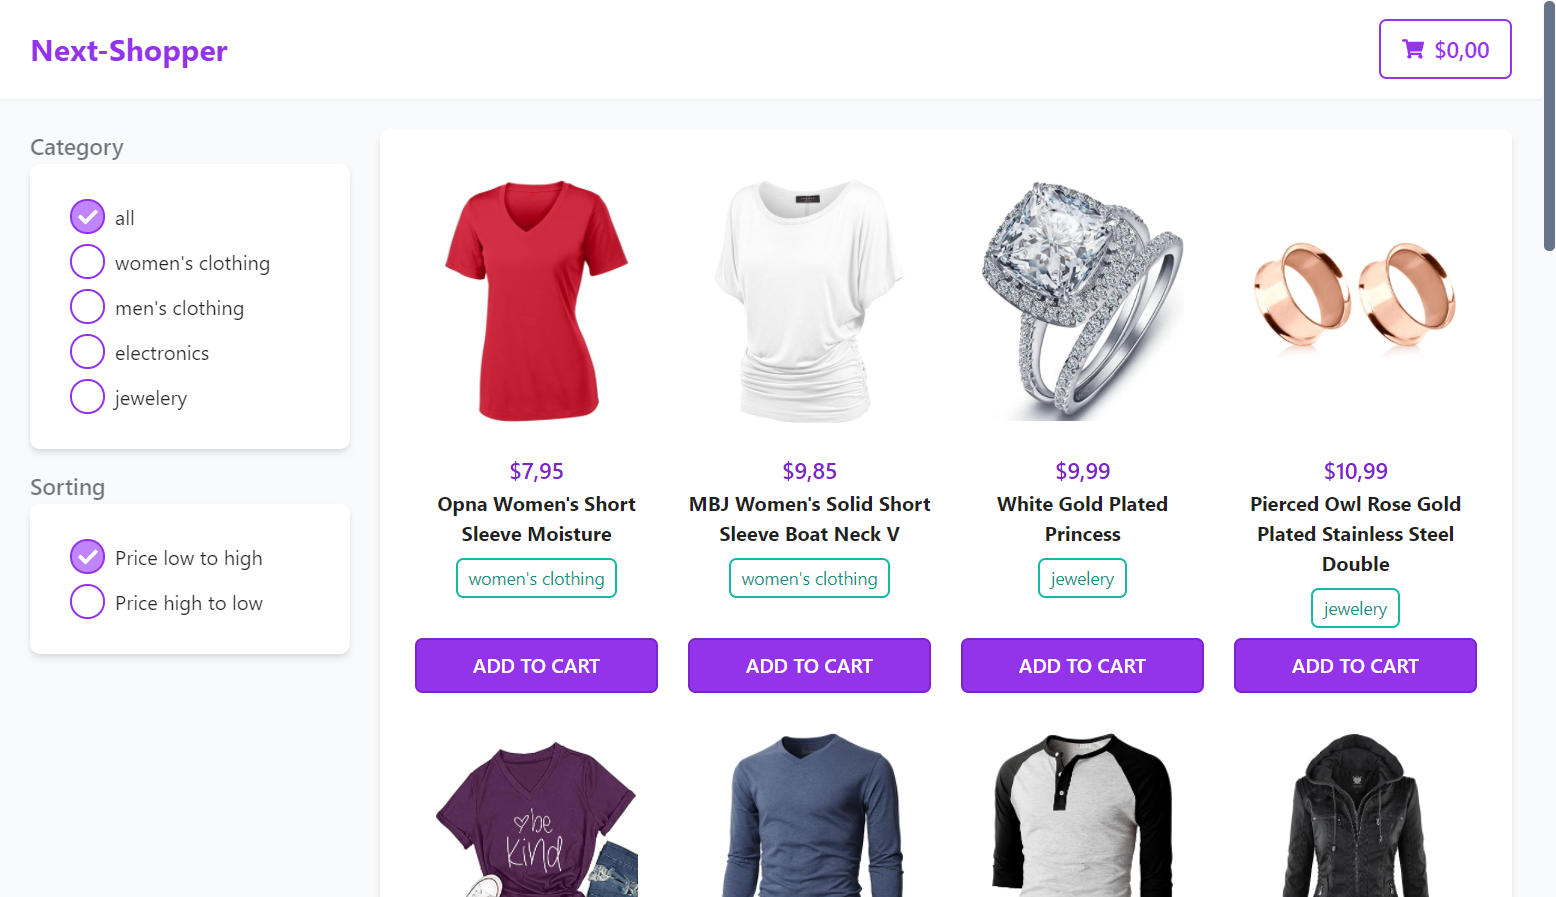 Next-Shopper
$0,00
Category
all
women's clothing
men's clothing
electronics
jewelery
Sorting
Price low to high
Price high to low
$7,95
Opna Women's Short
Sleeve Moisture
women's clothing
ADD TO CART
$9,85
MBJ Women's Solid Short
Sleeve Boat Neck V
women's clothing
ADD TO CART
$9,99
White Gold Plated
Princess
jewelery
ADD TO CART
$10,99
Pierced Owl Rose Gold
Plated Stainless Steel
Double
jewelery
ADD TO CART
be
kind